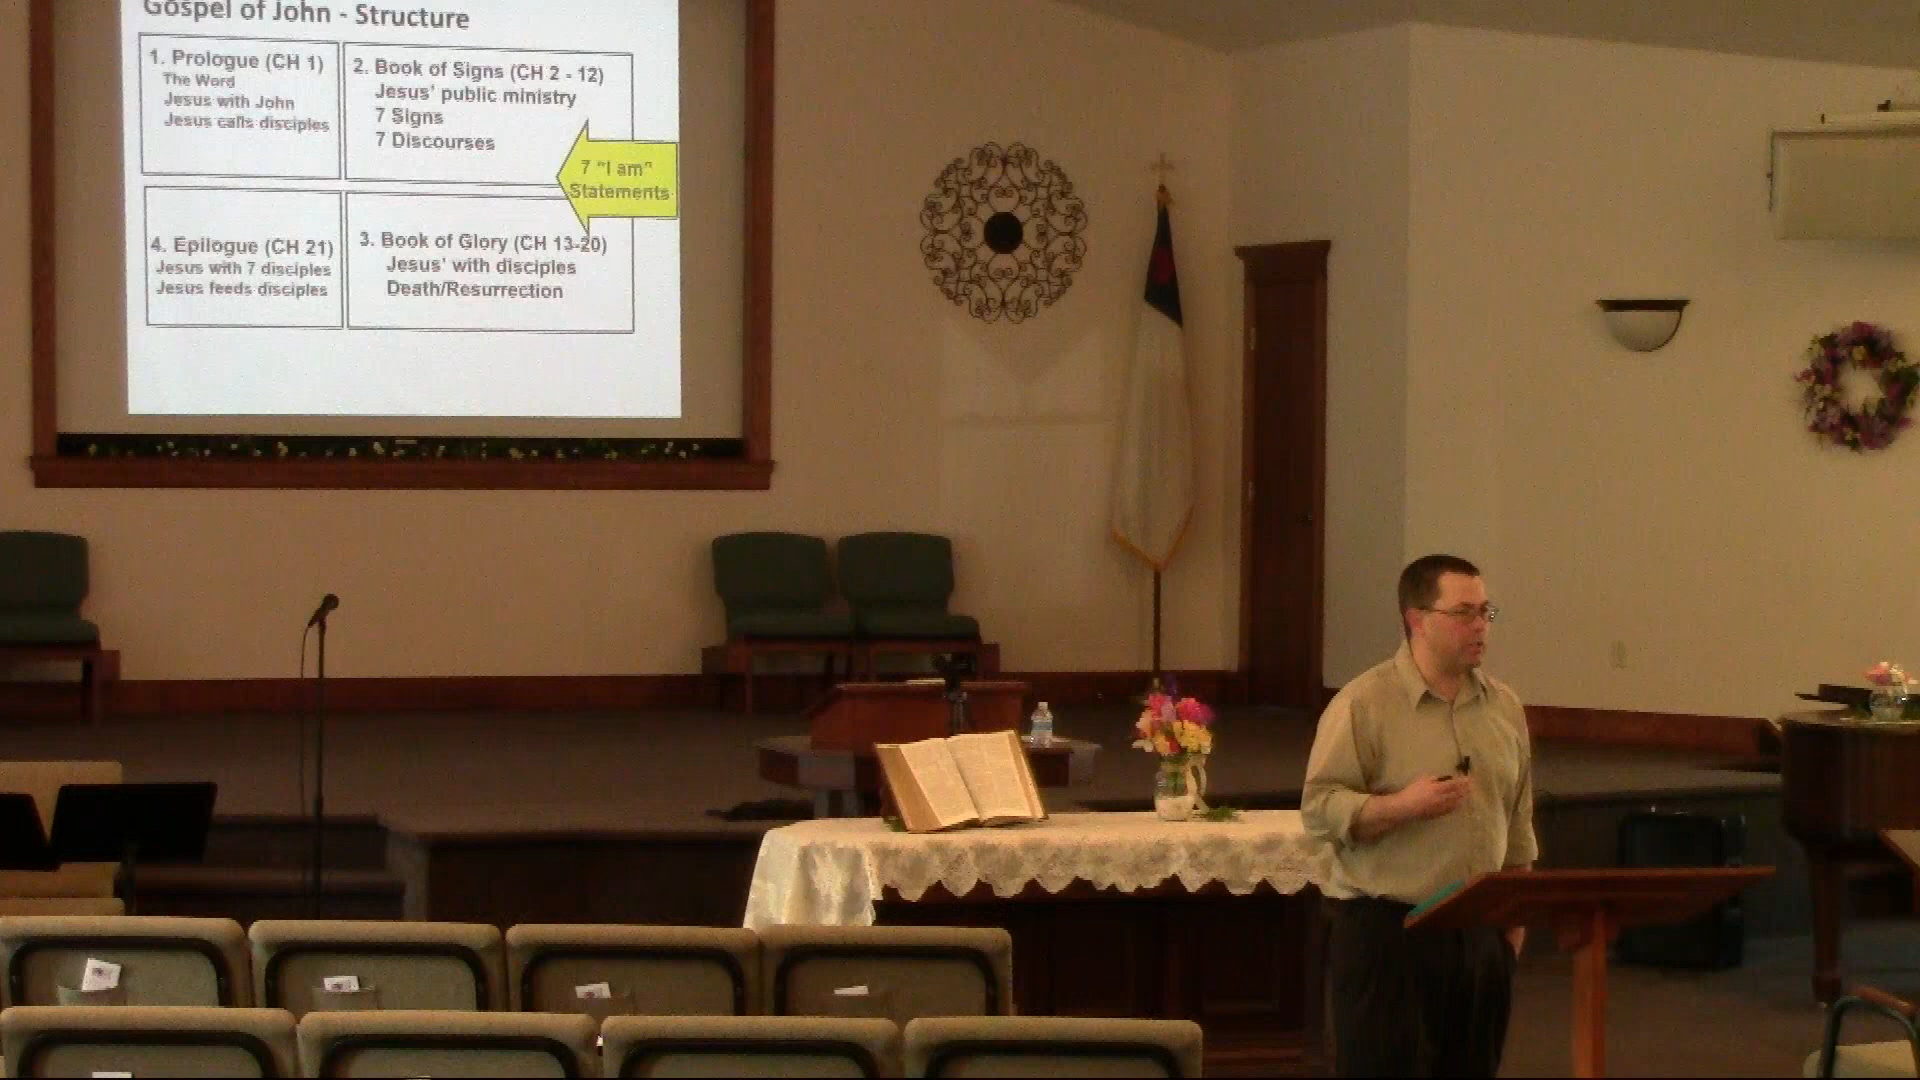 Gospel of John - Structure
1. Prologue (CH 1)
The Word
Jesus with John
Jesus calls disciples
2. Book of Signs (CH 2 - 12)
Jesus' public ministry
7 Signs
7 Discourses
7 "I am"
Statements
4. Epilogue (CH 21)
Jesus with 7 disciples
Jesus feeds disciples
3. Book of Glory (CH 13-20)
Jesus' with disciples
Death/Resurrection